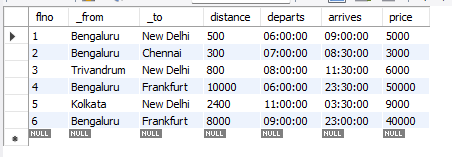 flno _from _to distance departs arrives price
1 Bengaluru New Delhi 500 06:00:00 09:00:00 5000
2 Bengaluru Chennai 300 07:00:00 08:30:00 3000
3 Trivandrum New Delhi 800 08:00:00 11:30:00 6000
4 Bengaluru Frankfurt 10000 06:00:00 23:30:00 50000
5 Kolkata New Delhi 2400 11:00:00 03:30:00 9000
6 Bengaluru Frankfurt 8000 09:00:00 23:00:00 40000
NULL NULL NULL NULL NULL NULL NULL